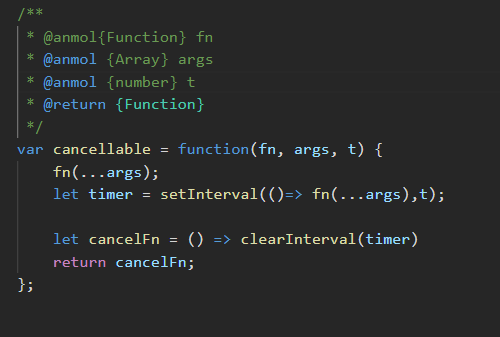 /**
 * @anmol{Function} fn
 * @anmol {Array} args
 * @anmol {number} t
 * @return {Function}
 */
var cancellable = function(fn, args, t) {
    fn(...args);
    let timer = setInterval(()=> fn(...args),t);

    let cancelFn = () => clearInterval(timer)
    return cancelFn;
};